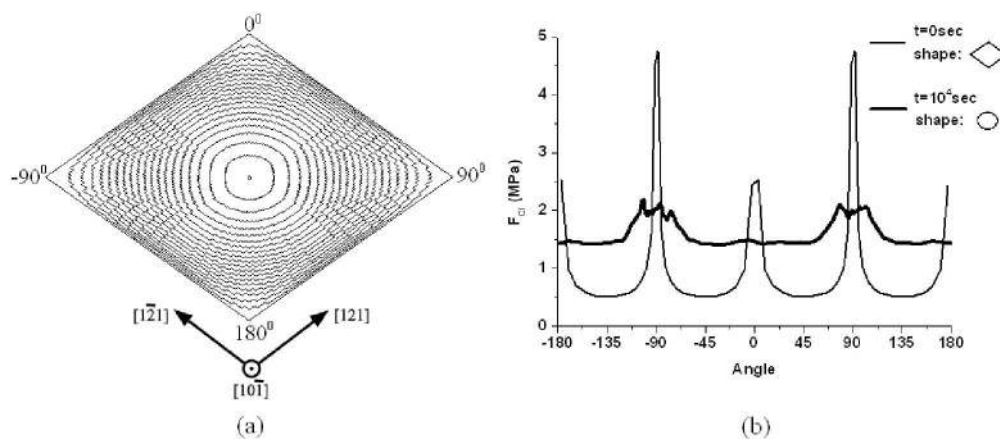 0⁰
-90⁰
90⁰
180⁰
[12̄1]
[121]
[101̄]
(a)
5
4
3
2
1
0
F_cl (MPa)
-180 -135 -90 -45 0 45 90 135 180
Angle
t=0sec
shape:
t=10⁴sec
shape:
(b)